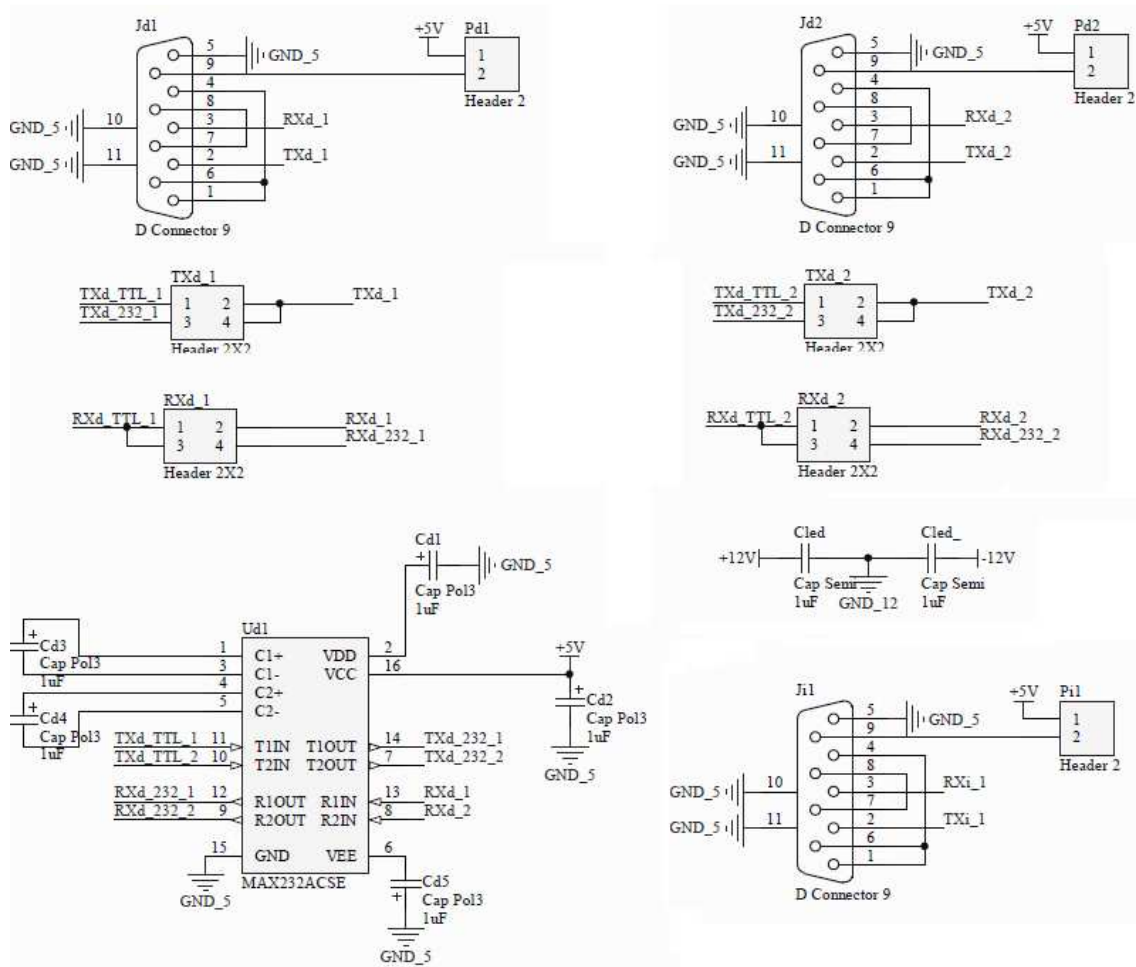 Jd1
5
9
4
8
3
7
2
6
1
10
11
GND_5
GND_5
GND_5
RXd_1
TXd_1
D Connector 9
+5V
Pd1
1
2
Header 2
Jd2
5
9
4
8
3
7
2
6
1
10
11
GND_5
GND_5
GND_5
RXd_2
TXd_2
D Connector 9
+5V
Pd2
1
2
Header 2
TXd_1
TXd_TTL_1
TXd_232_1
1 2
3 4
TXd_1
Header 2X2
TXd_2
TXd_TTL_2
TXd_232_2
1 2
3 4
TXd_2
Header 2X2
RXd_1
RXd_TTL_1
1 2
3 4
RXd_1
RXd_232_1
Header 2X2
RXd_2
RXd_TTL_2
1 2
3 4
RXd_2
RXd_232_2
Header 2X2
+12V
Cled
Cap Semi
1uF
GND_12
Cled_
Cap Semi
1uF
-12V
Cd1
+
Cap Pol3
1uF
GND_5
+
Cd3
Cap Pol3
1uF
+
Cd4
Cap Pol3
1uF
Ud1
1 C1+ VDD 2
3 C1- VCC 16
4 C2+
5 C2-
TXd_TTL_1 11 T1IN T1OUT 14 TXd_232_1
TXd_TTL_2 10 T2IN T2OUT 7 TXd_232_2
RXd_232_1 12 R1OUT R1IN 13 RXd_1
RXd_232_2 9 R2OUT R2IN 8 RXd_2
15 GND VEE 6
MAX232ACSE
GND_5
+5V
+
Cd2
Cap Pol3
1uF
GND_5
Cd5
+
Cap Pol3
1uF
GND_5
Ji1
5
9
4
8
3
7
2
6
1
10
11
GND_5
GND_5
GND_5
RXi_1
TXi_1
D Connector 9
+5V
Pi1
1
2
Header 2